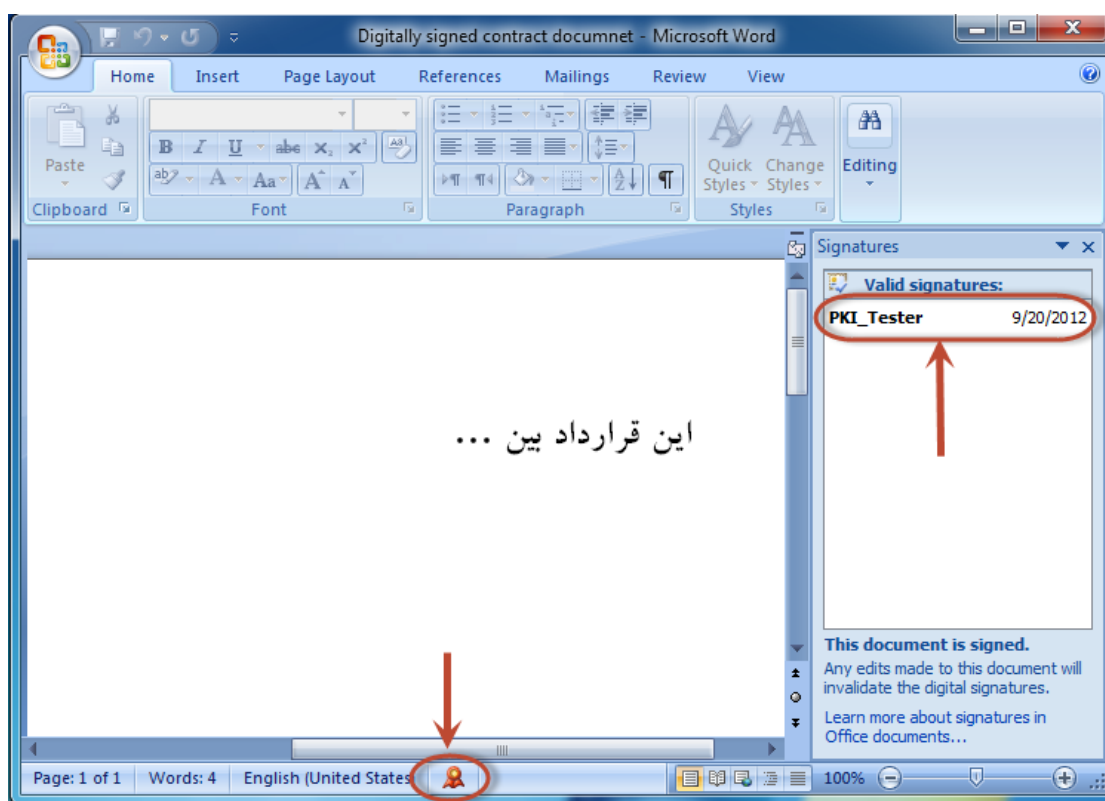 Digitally signed contract documnet - Microsoft Word
Home Insert Page Layout References Mailings Review View
Paste
Quick Styles
Change Styles
Editing
Clipboard Font Paragraph Styles
Signatures
Valid signatures:
PKI_Tester 9/20/2012
این قرارداد بین ...
This document is signed.
Any edits made to this document will
invalidate the digital signatures.
Learn more about signatures in
Office documents...
Page: 1 of 1 Words: 4 English (United States 100%